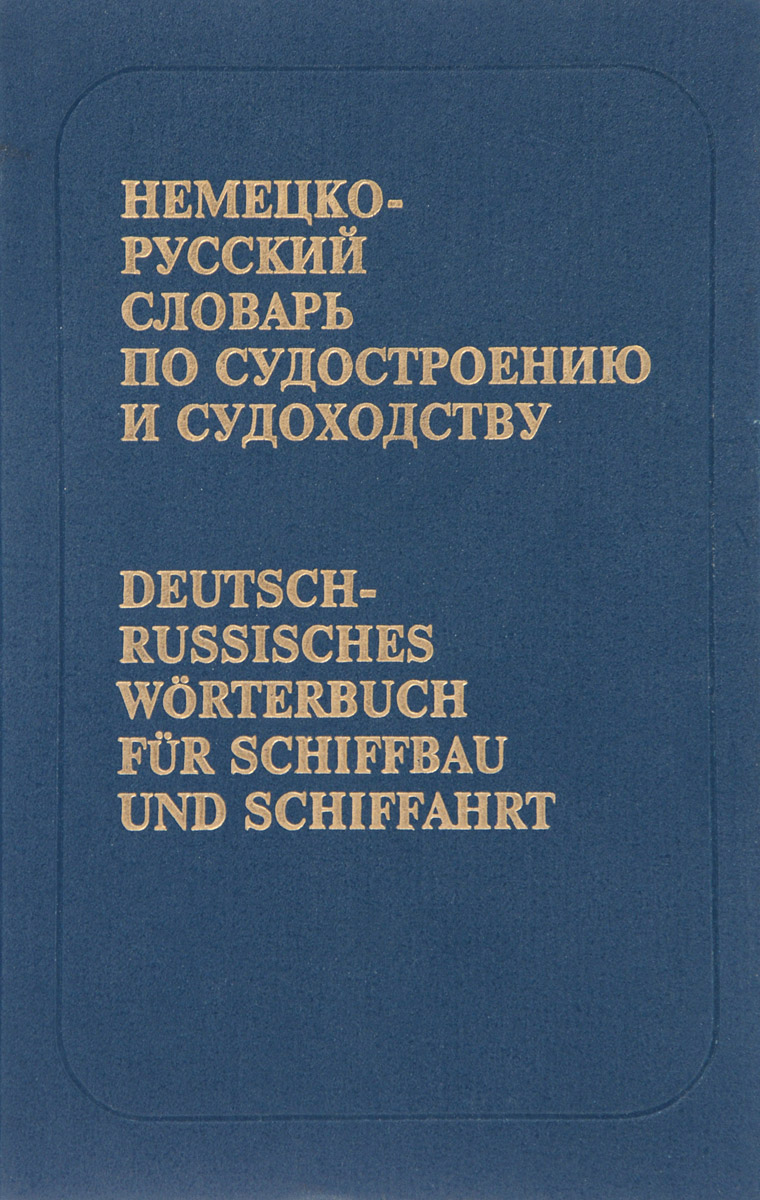 НЕМЕЦКО-
РУССКИЙ
СЛОВАРЬ
ПО СУДОСТРОЕНИЮ
И СУДОХОДСТВУ
DEUTSCH-
RUSSISCHES
WÖRTERBUCH
FÜR SCHIFFBAU
UND SCHIFFAHRT